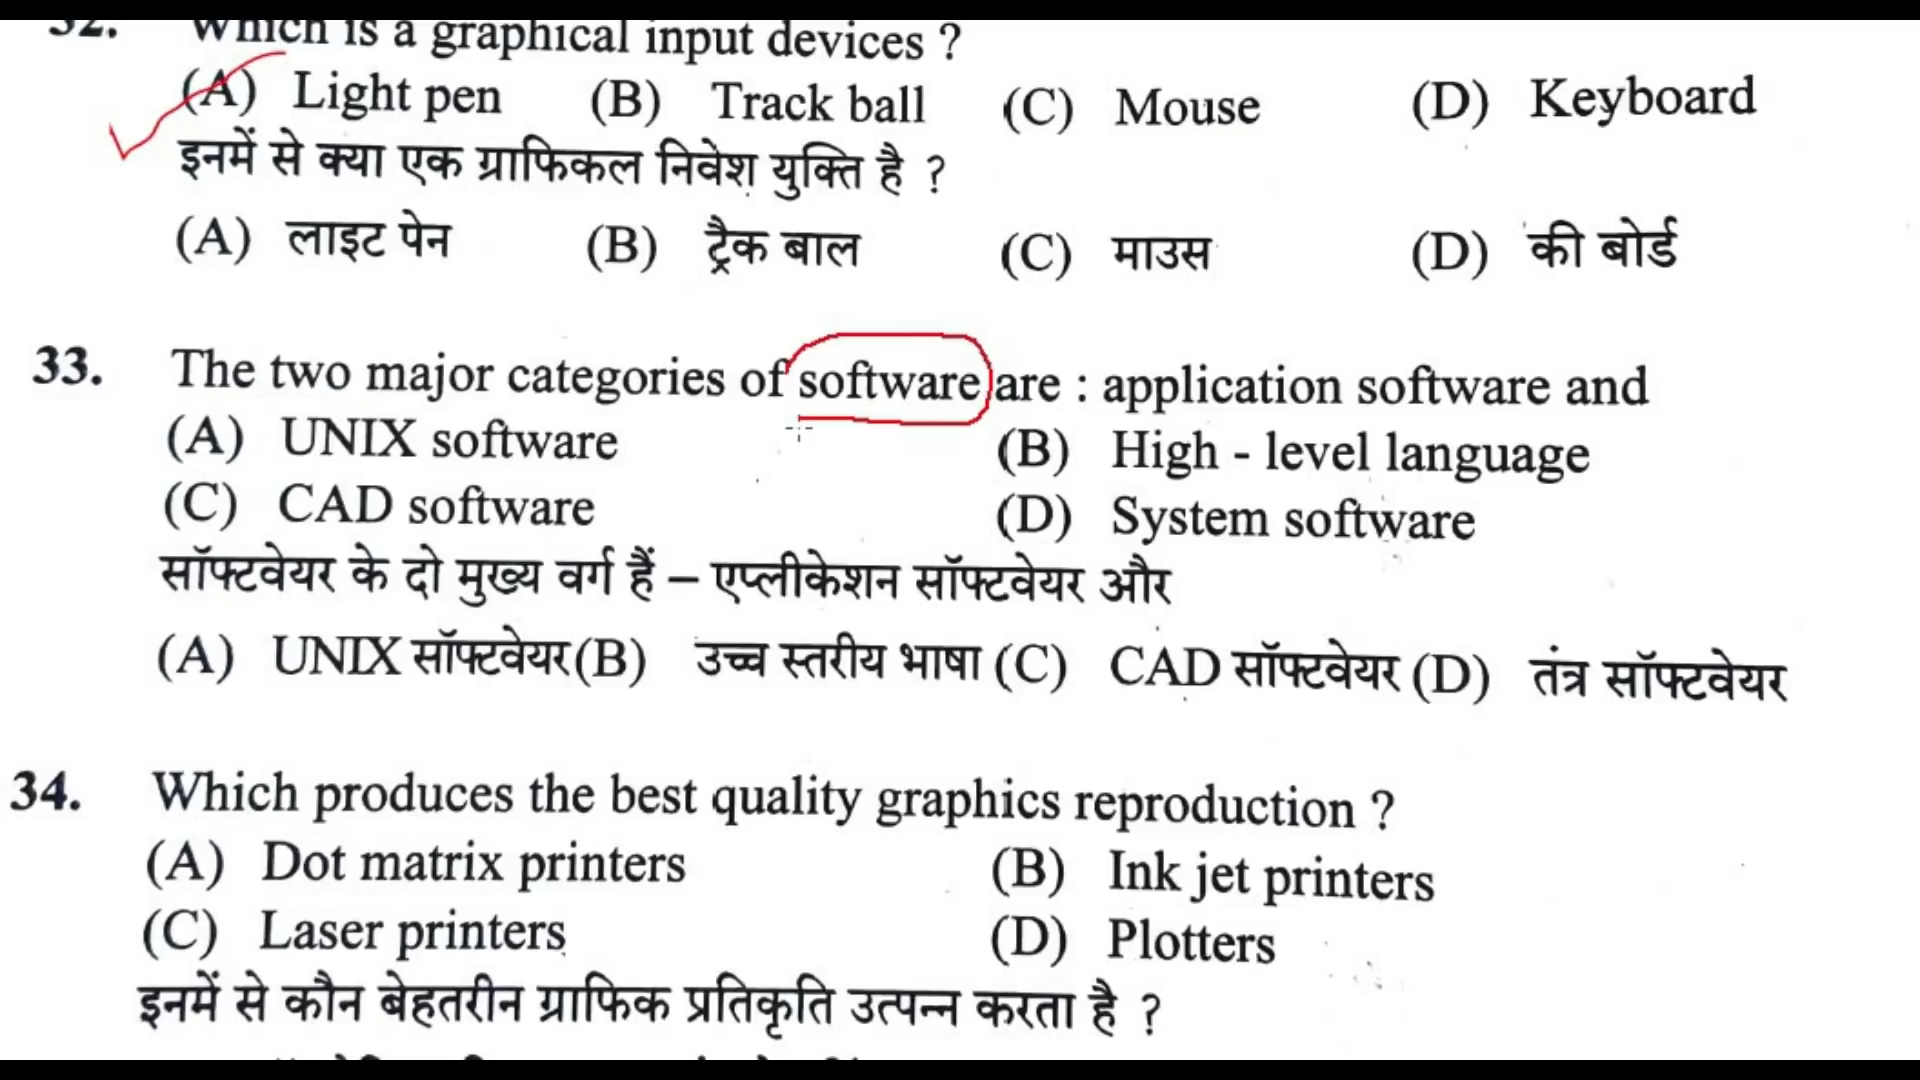 32. Which is a graphical input devices ?
(A) Light pen (B) Track ball (C) Mouse (D) Keyboard
इनमें से क्या एक ग्राफिकल निवेश युक्ति है ?
(A) लाइट पेन (B) ट्रैक बाल (C) माउस (D) की बोर्ड
33. The two major categories of software are : application software and
(A) UNIX software (B) High - level language
(C) CAD software (D) System software
सॉफ्टवेयर के दो मुख्य वर्ग हैं – एप्लीकेशन सॉफ्टवेयर और
(A) UNIX सॉफ्टवेयर (B) उच्च स्तरीय भाषा (C) CAD सॉफ्टवेयर (D) तंत्र सॉफ्टवेयर
34. Which produces the best quality graphics reproduction ?
(A) Dot matrix printers (B) Ink jet printers
(C) Laser printers (D) Plotters
इनमें से कौन बेहतरीन ग्राफिक प्रतिकृति उत्पन्न करता है ?